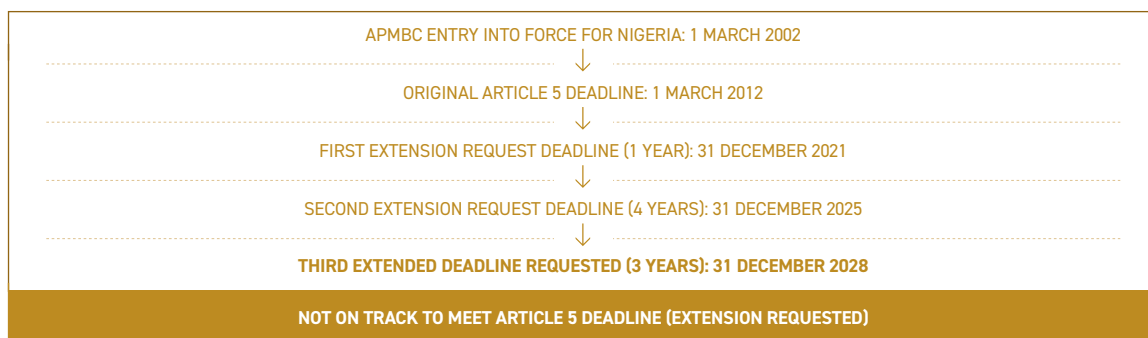 APMBC ENTRY INTO FORCE FOR NIGERIA: 1 MARCH 2002
ORIGINAL ARTICLE 5 DEADLINE: 1 MARCH 2012
FIRST EXTENSION REQUEST DEADLINE (1 YEAR): 31 DECEMBER 2021
SECOND EXTENSION REQUEST DEADLINE (4 YEARS): 31 DECEMBER 2025
THIRD EXTENDED DEADLINE REQUESTED (3 YEARS): 31 DECEMBER 2028
NOT ON TRACK TO MEET ARTICLE 5 DEADLINE (EXTENSION REQUESTED)